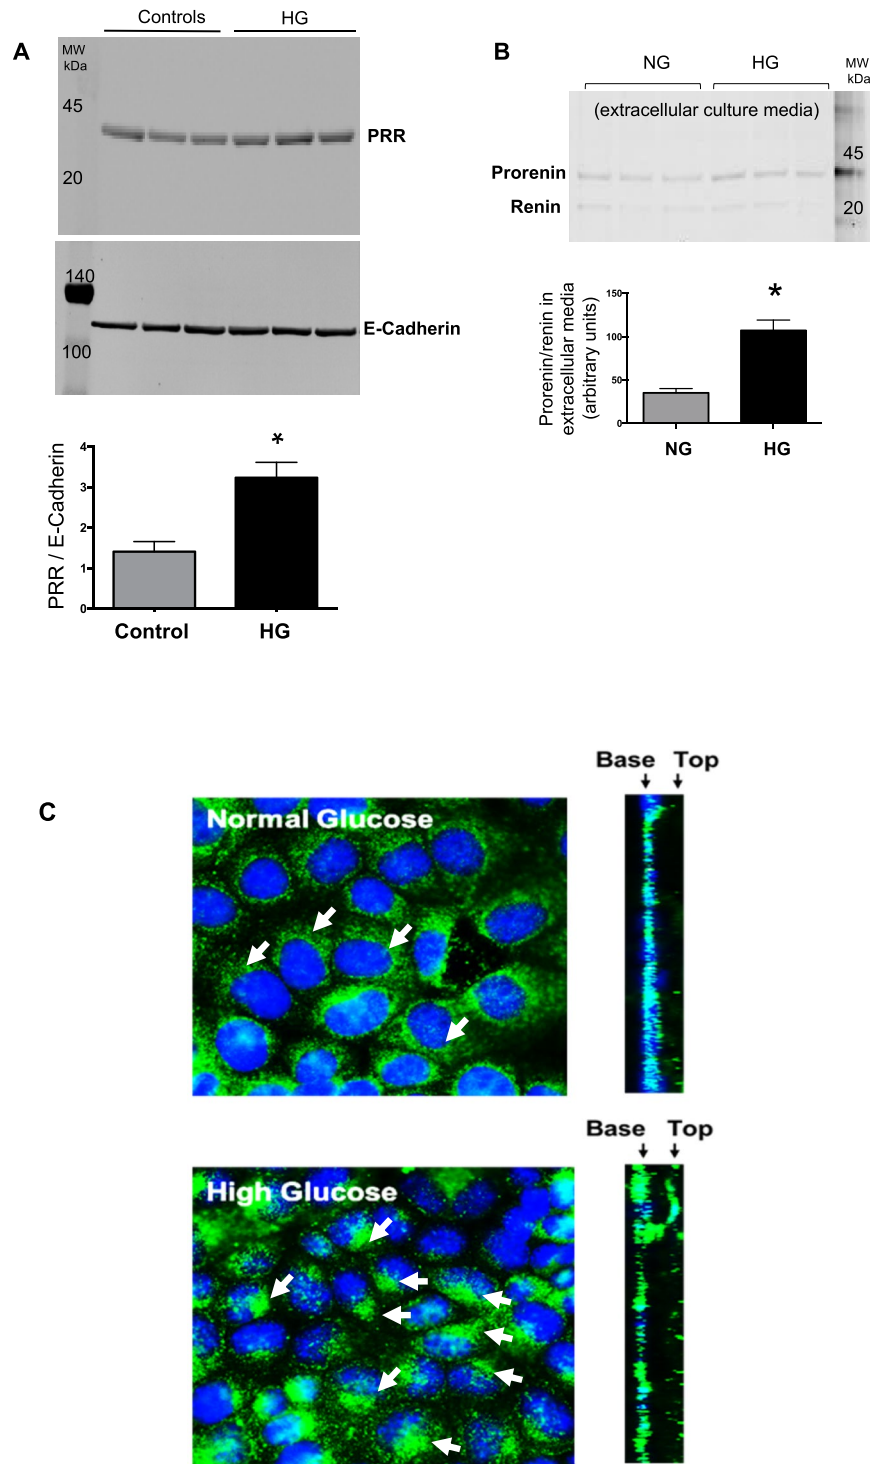 Controls HG
A
MW
kDa
45
PRR
20
140
E-Cadherin
100
PRR / E-Cadherin
4
3
2
1
0
*
Control HG
B
NG HG
MW
kDa
(extracellular culture media)
45
Prorenin
Renin
20
Prorenin/renin in
extracellular media
(arbitrary units)
150
100
50
0
*
NG HG
C
Normal Glucose
Base Top
High Glucose
Base Top